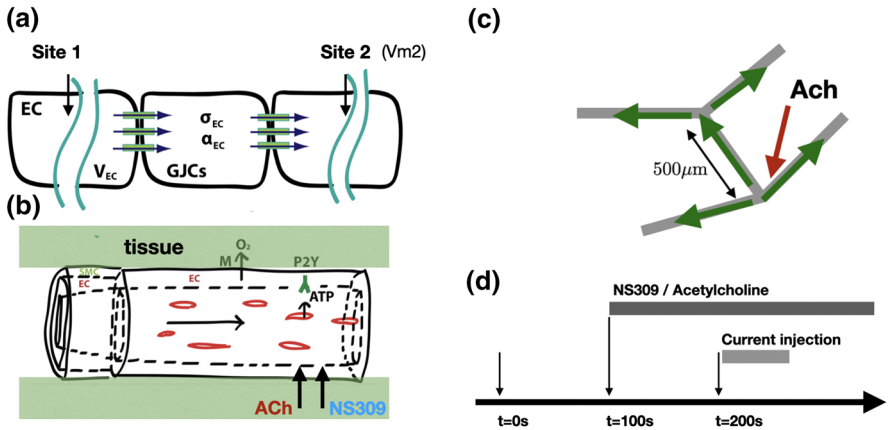 (a)
Site 1
Site 2 (Vm2)
EC
σEC
αEC
VEC
GJCs
(b)
tissue
O2
M
P2Y
SMC
EC
EC
ATP
ACh
NS309
(c)
Ach
500μm
(d)
NS309 / Acetylcholine
Current injection
t=0s
t=100s
t=200s